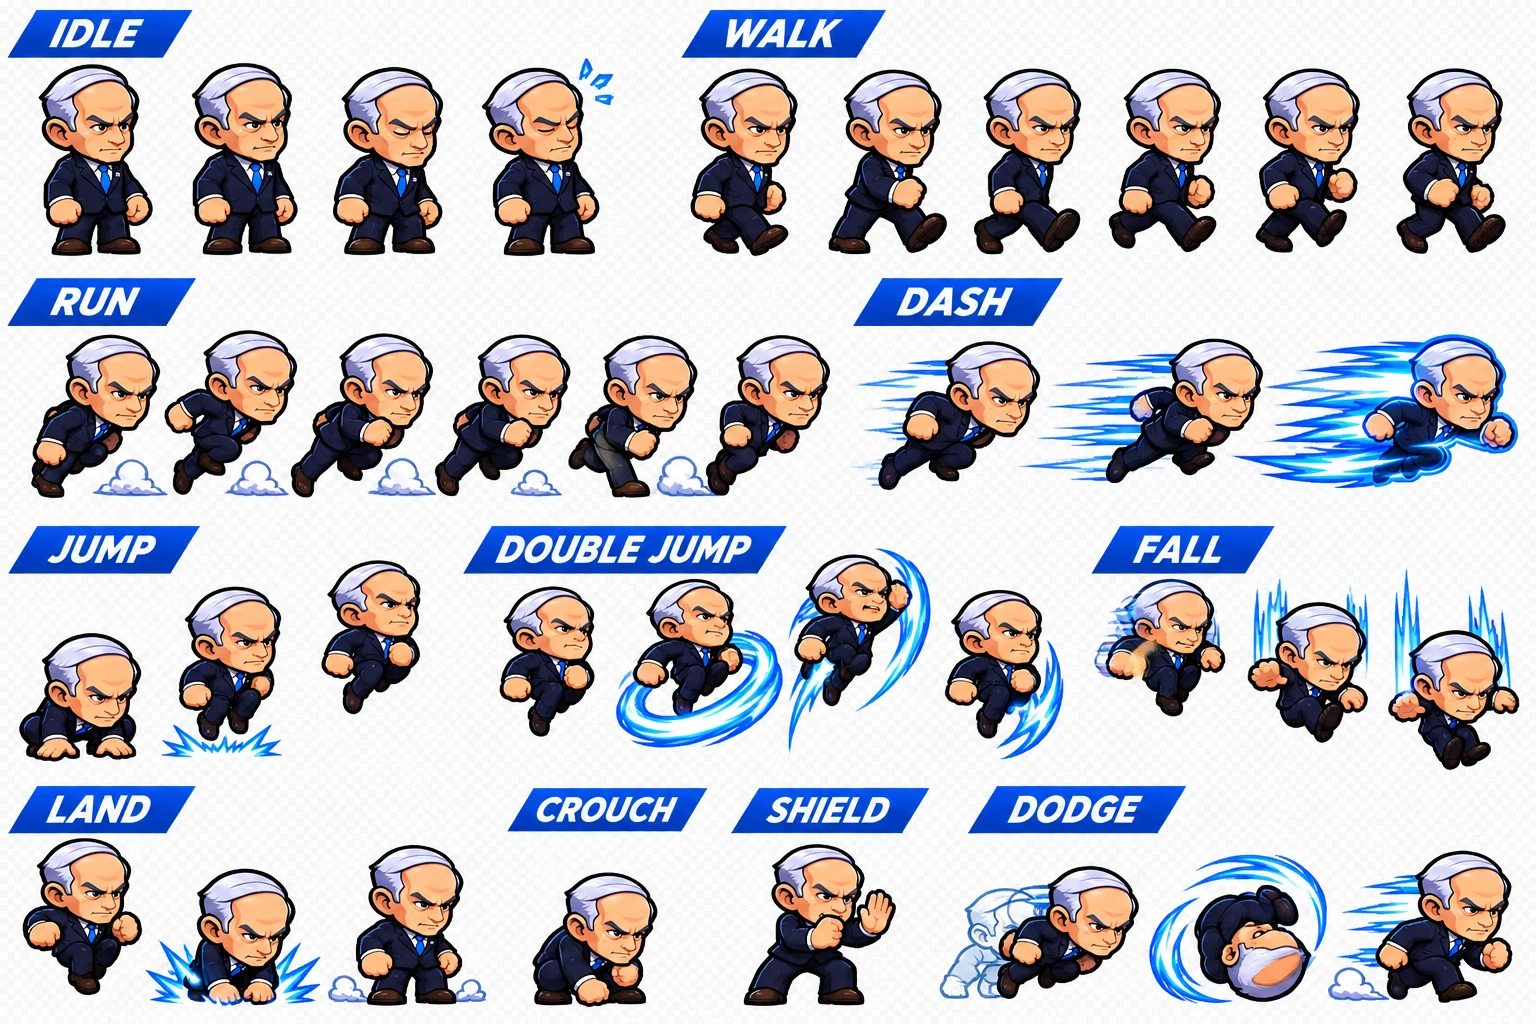 IDLE
WALK
RUN
DASH
JUMP
DOUBLE JUMP
FALL
LAND
CROUCH
SHIELD
DODGE